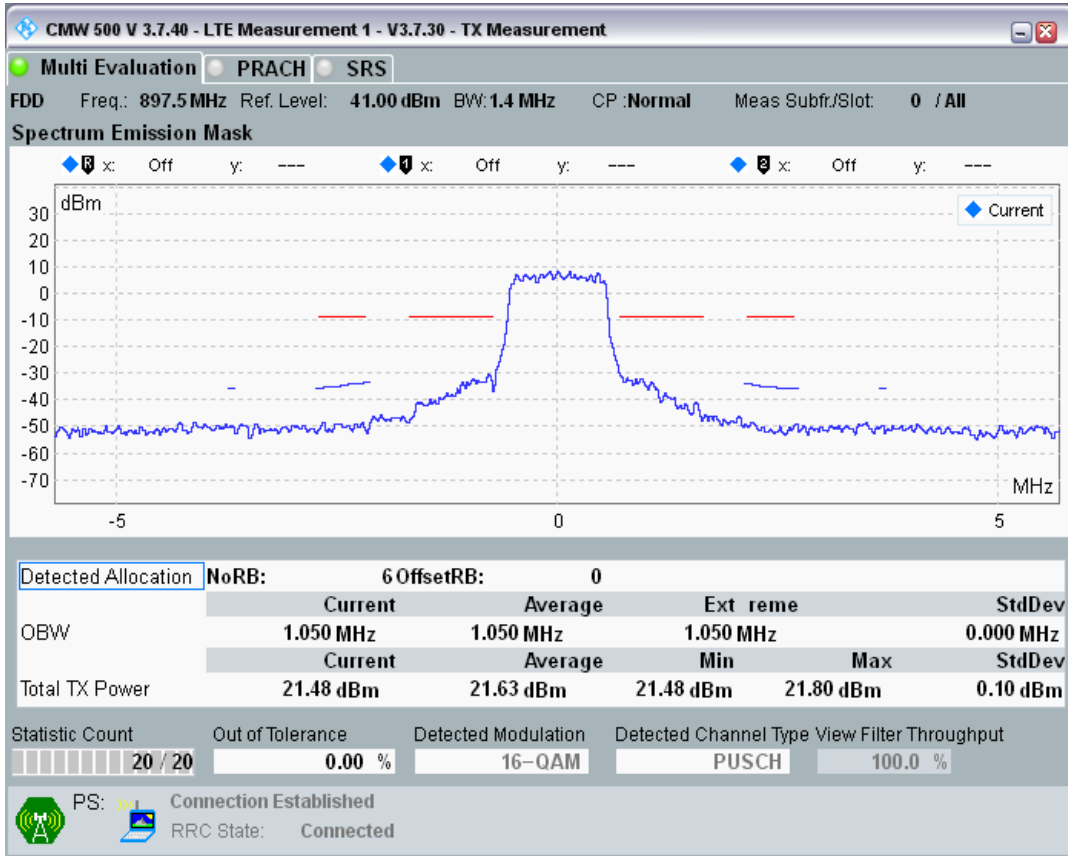 CMW 500 V 3.7.40 - LTE Measurement 1 - V3.7.30 - TX Measurement
Multi Evaluation PRACH SRS
FDD Freq.: 897.5 MHz Ref. Level: 41.00 dBm BW: 1.4 MHz CP :Normal Meas Subfr./Slot: 0 / All
Spectrum Emission Mask
R x: Off y: --- 1 x: Off y: --- 2 x: Off y: ---
dBm
Current
30
20
10
0
-10
-20
-30
-40
-50
-60
-70
MHz
-5 0 5
Detected Allocation NoRB: 6 OffsetRB: 0
Current Average Ext reme StdDev
OBW 1.050 MHz 1.050 MHz 1.050 MHz 0.000 MHz
Current Average Min Max StdDev
Total TX Power 21.48 dBm 21.63 dBm 21.48 dBm 21.80 dBm 0.10 dBm
Statistic Count Out of Tolerance Detected Modulation Detected Channel Type View Filter Throughput
20 / 20 0.00 % 16-QAM PUSCH 100.0 %
PS: Connection Established
RRC State: Connected